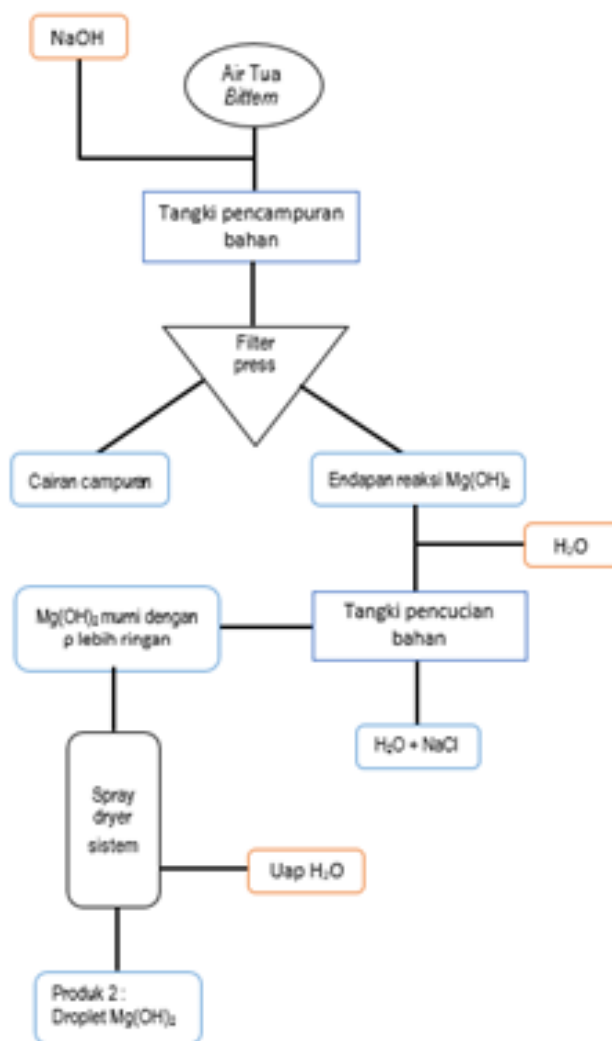 NaOH
Air Tua
Bittern
Tangki pencampuran
bahan
Filter
press
Cairan campuran
Endapan reaksi Mg(OH)₂
H₂O
Mg(OH)₂ murni dengan
ρ lebih ringan
Tangki pencucian
bahan
H₂O + NaCl
Spray
dryer
sistem
Uap H₂O
Produk 2 :
Droplet Mg(OH)₂